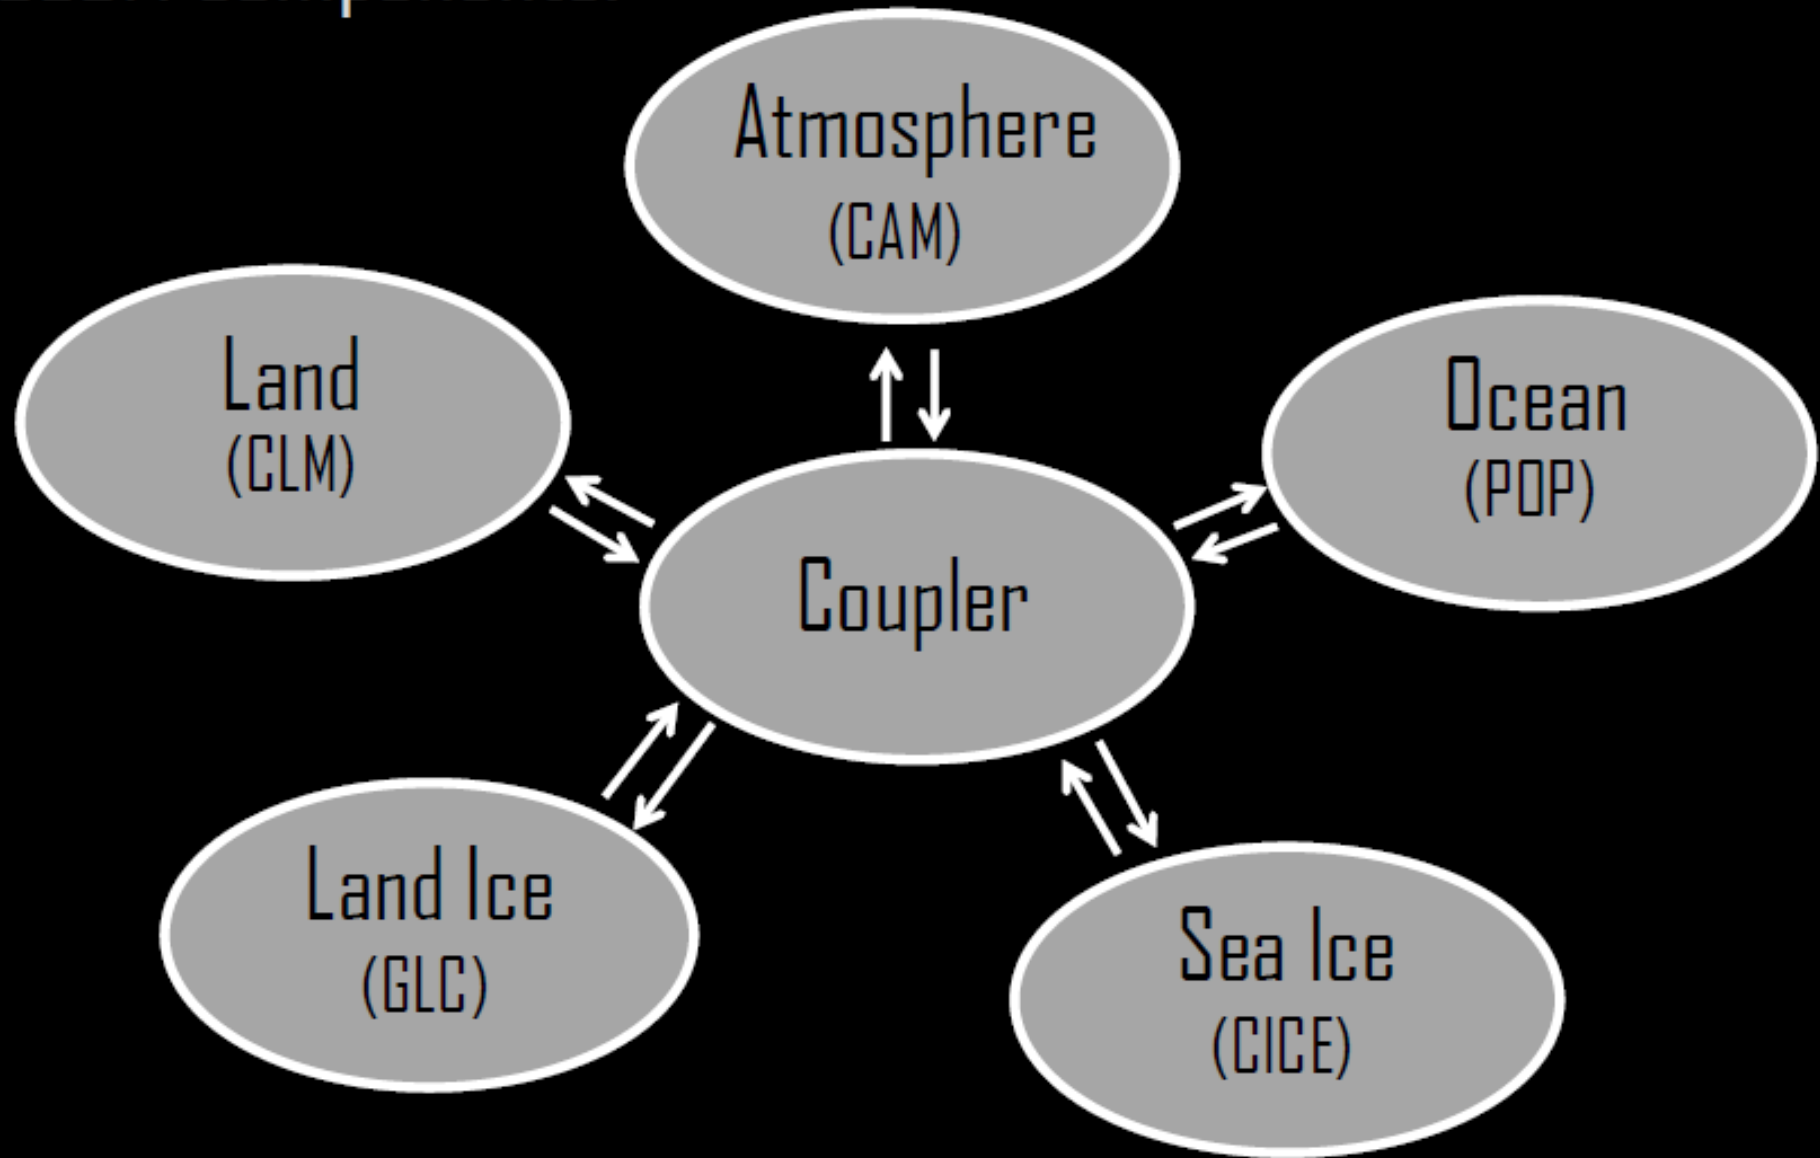 Atmosphere
(CAM)
Land
(CLM)
Ocean
(POP)
Coupler
Land Ice
(GLC)
Sea Ice
(CICE)